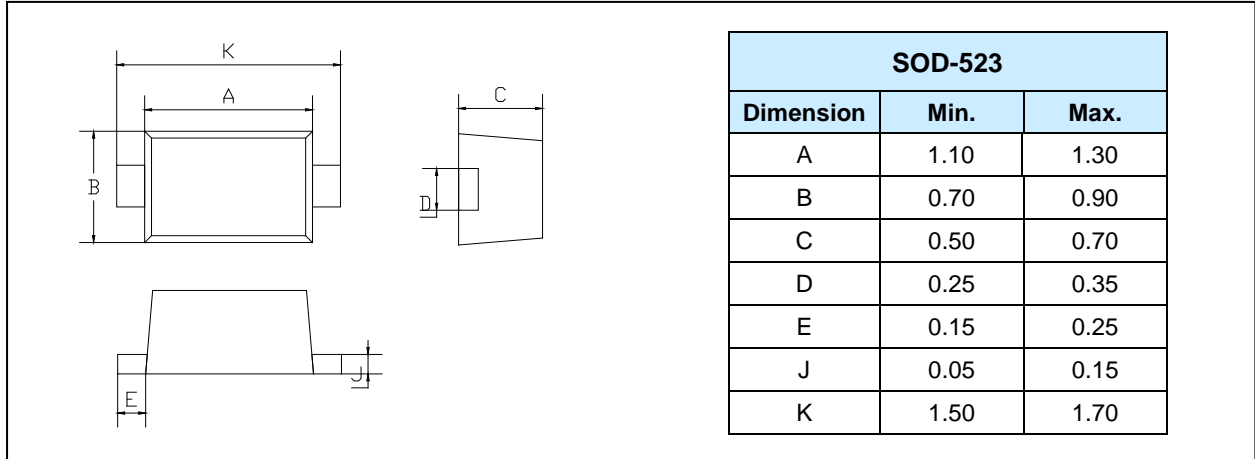 K
A
B
C
D
E
J
SOD-523
Dimension Min. Max.
A 1.10 1.30
B 0.70 0.90
C 0.50 0.70
D 0.25 0.35
E 0.15 0.25
J 0.05 0.15
K 1.50 1.70